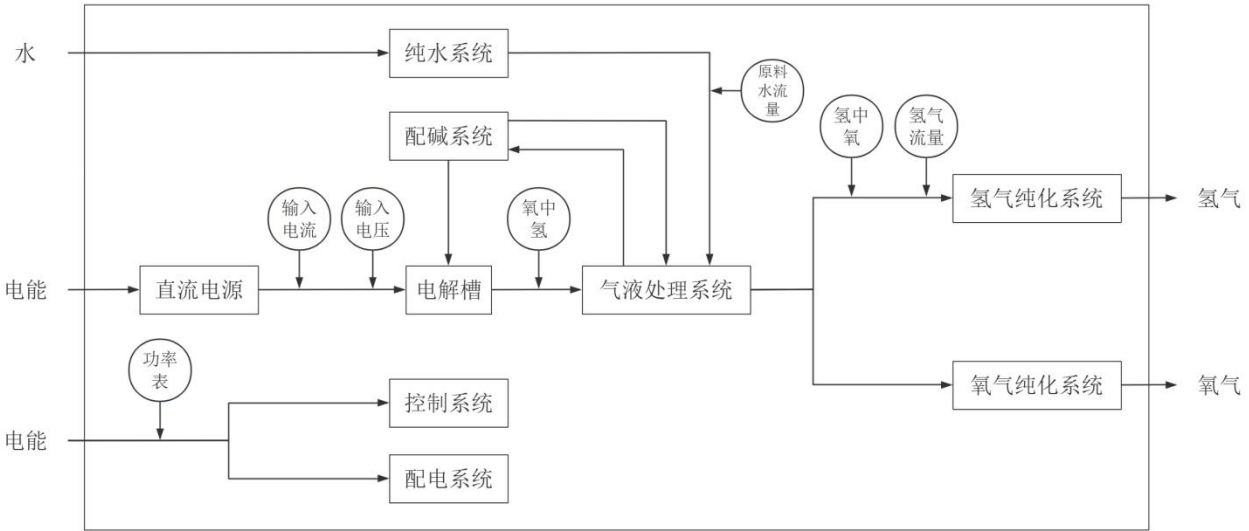 水
纯水系统
原料
水流
量
配碱系统
氢中
氧
氢气
流量
输入
电流
输入
电压
氧中
氢
氢气纯化系统
氢气
电能
直流电源
电解槽
气液处理系统
功率
表
氧气纯化系统
氧气
控制系统
电能
配电系统